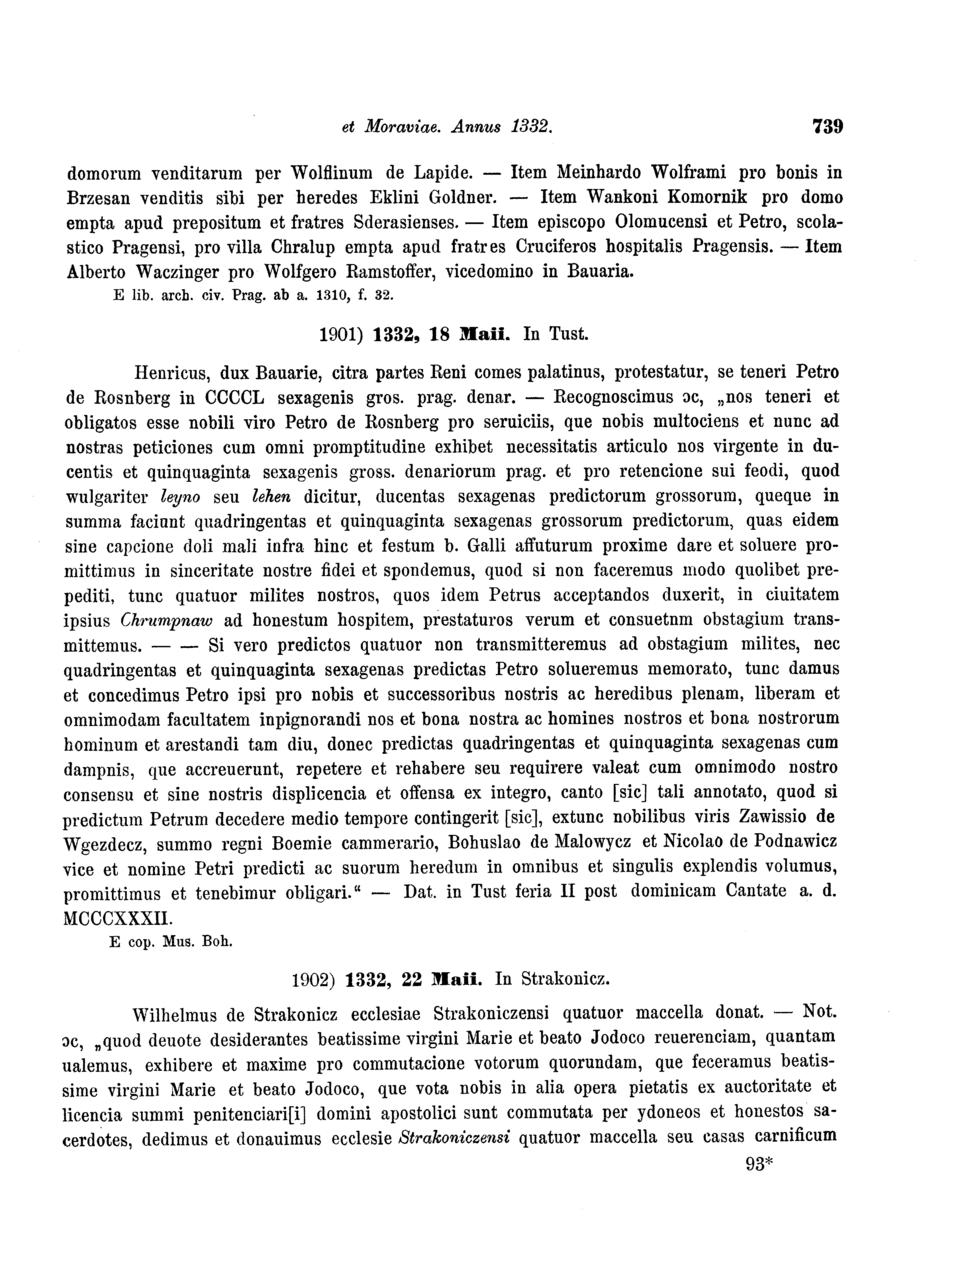 et Moraviae. Annus 1332. 739
domorum venditarum per Wolflinum de Lapide. — Item Meinhardo Wolframi pro bonis in
Brzesan venditis sibi per heredes Eklini Goldner. — Item Wankoni Komornik pro domo
empta apud prepositum et fratres Sderasienses. — Item episcopo Olomucensi et Petro, scola-
stico Pragensi, pro villa Chralup empta apud fratres Cruciferos hospitalis Pragensis. — Item
Alberto Waczinger pro Wolfgero Ramstoffer, vicedomino in Bauaria.
E lib. arch. civ. Prag. ab a. 1310, f. 32.
1901) 1332, 18 Maii. In Tust.
Henricus, dux Bauarie, citra partes Reni comes palatinus, protestatur, se teneri Petro
de Rosnberg in CCCCL sexagenis gros. prag. denar. — Recognoscimus ɔc, „nos teneri et
obligatos esse nobili viro Petro de Rosnberg pro seruiciis, que nobis multociens et nunc ad
nostras peticiones cum omni promptitudine exhibet necessitatis articulo nos virgente in du-
centis et quinquaginta sexagenis gross. denariorum prag. et pro retencione sui feodi, quod
wulgariter leyno seu lehen dicitur, ducentas sexagenas predictorum grossorum, queque in
summa faciunt quadringentas et quinquaginta sexagenas grossorum predictorum, quas eidem
sine capcione doli mali infra hinc et festum b. Galli affuturum proxime dare et soluere pro-
mittimus in sinceritate nostre fidei et spondemus, quod si non faceremus modo quolibet pre-
pediti, tunc quatuor milites nostros, quos idem Petrus acceptandos duxerit, in ciuitatem
ipsius Chrumpnaw ad honestum hospitem, prestaturos verum et consuetnm obstagium trans-
mittemus. — — Si vero predictos quatuor non transmitteremus ad obstagium milites, nec
quadringentas et quinquaginta sexagenas predictas Petro solueremus memorato, tunc damus
et concedimus Petro ipsi pro nobis et successoribus nostris ac heredibus plenam, liberam et
omnimodam facultatem inpignorandi nos et bona nostra ac homines nostros et bona nostrorum
hominum et arestandi tam diu, donec predictas quadringentas et quinquaginta sexagenas cum
dampnis, que accreuerunt, repetere et rehabere seu requirere valeat cum omnimodo nostro
consensu et sine nostris displicencia et offensa ex integro, canto [sic] tali annotato, quod si
predictum Petrum decedere medio tempore contingerit [sic], extunc nobilibus viris Zawissio de
Wgezdecz, summo regni Boemie cammerario, Bohuslao de Malowycz et Nicolao de Podnawicz
vice et nomine Petri predicti ac suorum heredum in omnibus et singulis explendis volumus,
promittimus et tenebimur obligari.“ — Dat. in Tust feria II post dominicam Cantate a. d.
MCCCXXXII.
E cop. Mus. Boh.
1902) 1332, 22 Maii. In Strakonicz.
Wilhelmus de Strakonicz ecclesiae Strakoniczensi quatuor maccella donat. — Not.
ɔc, „quod deuote desiderantes beatissime virgini Marie et beato Jodoco reuerenciam, quantam
ualemus, exhibere et maxime pro commutacione votorum quorundam, que feceramus beatis-
sime virgini Marie et beato Jodoco, que vota nobis in alia opera pietatis ex auctoritate et
licencia summi penitenciari[i] domini apostolici sunt commutata per ydoneos et honestos sa-
cerdotes, dedimus et donauimus ecclesie Strakoniczensi quatuor maccella seu casas carnificum
93*